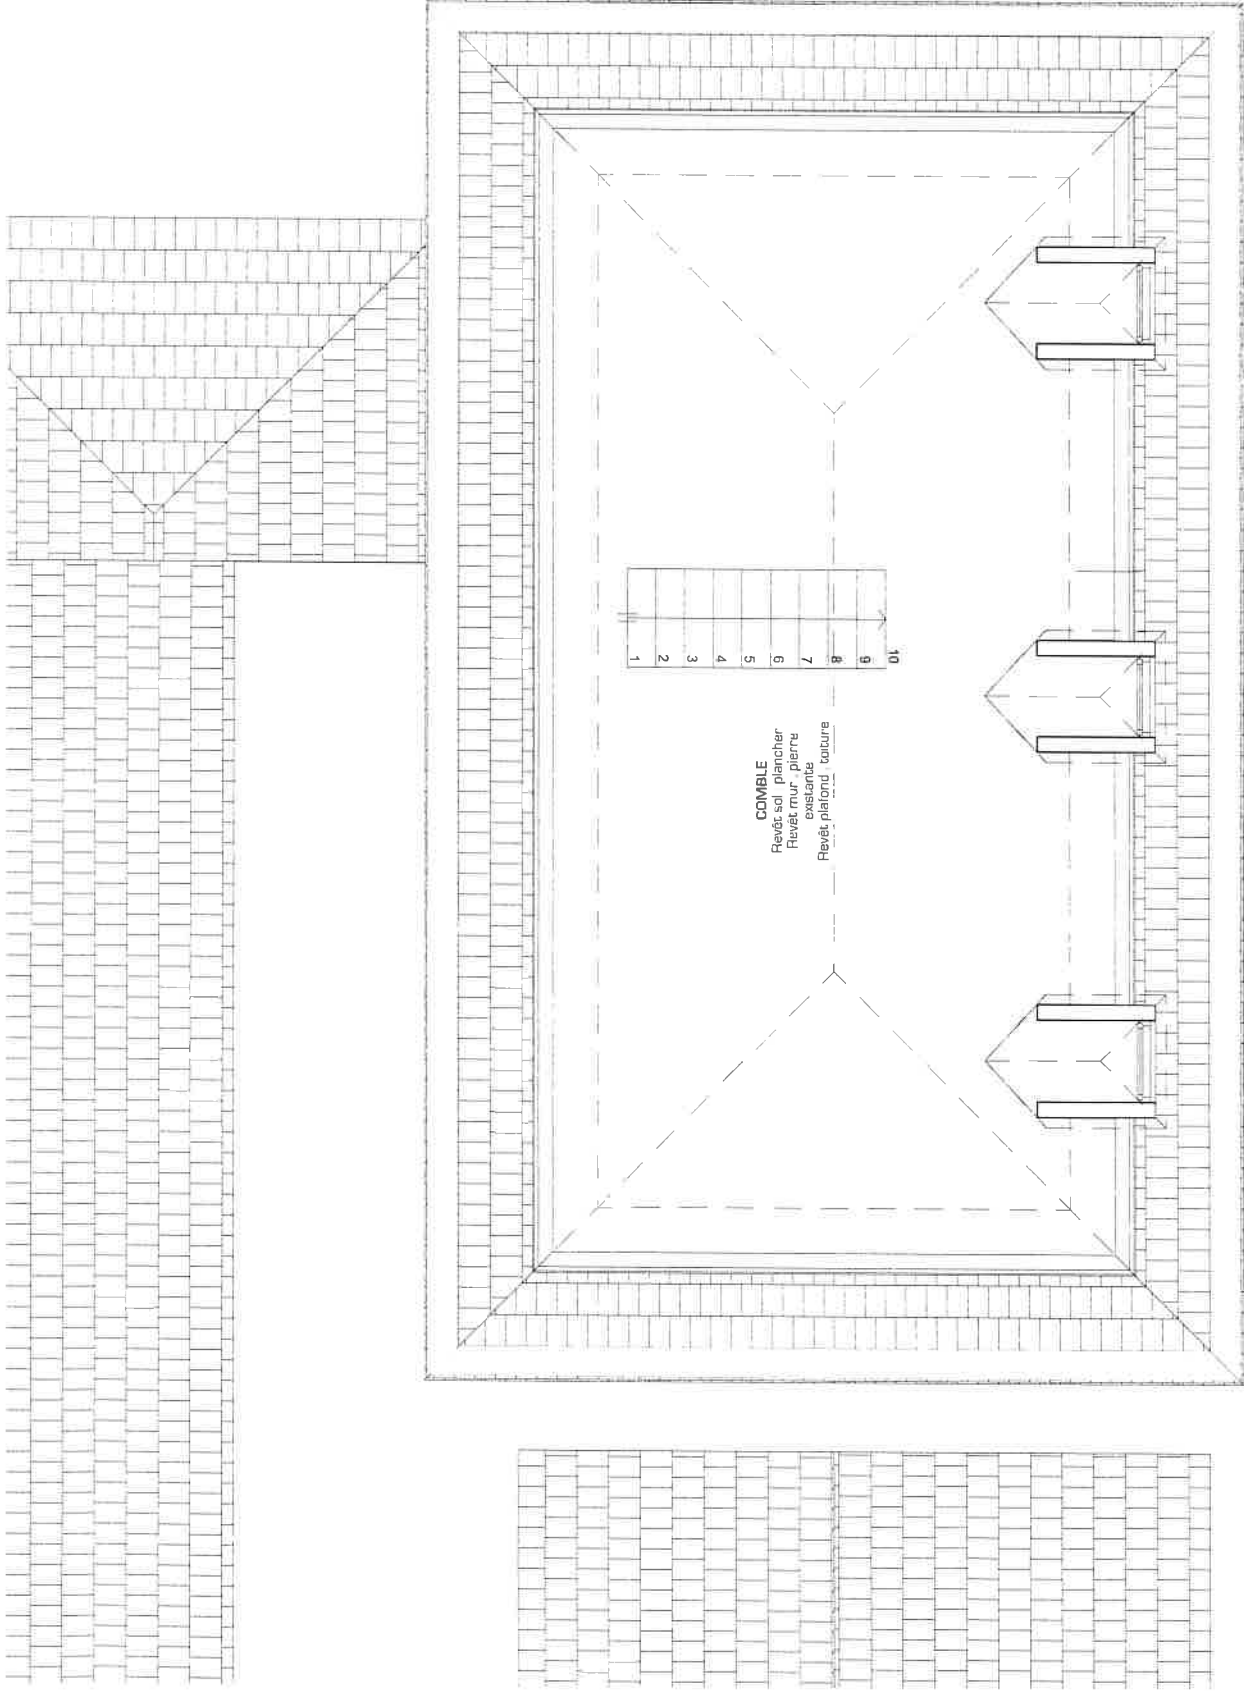 1
2
3
4
5
6
7
8
9
10
COMBLE
Revêt sol : plancher
Revêt mur : pierre
existante
Revêt plafond : toiture